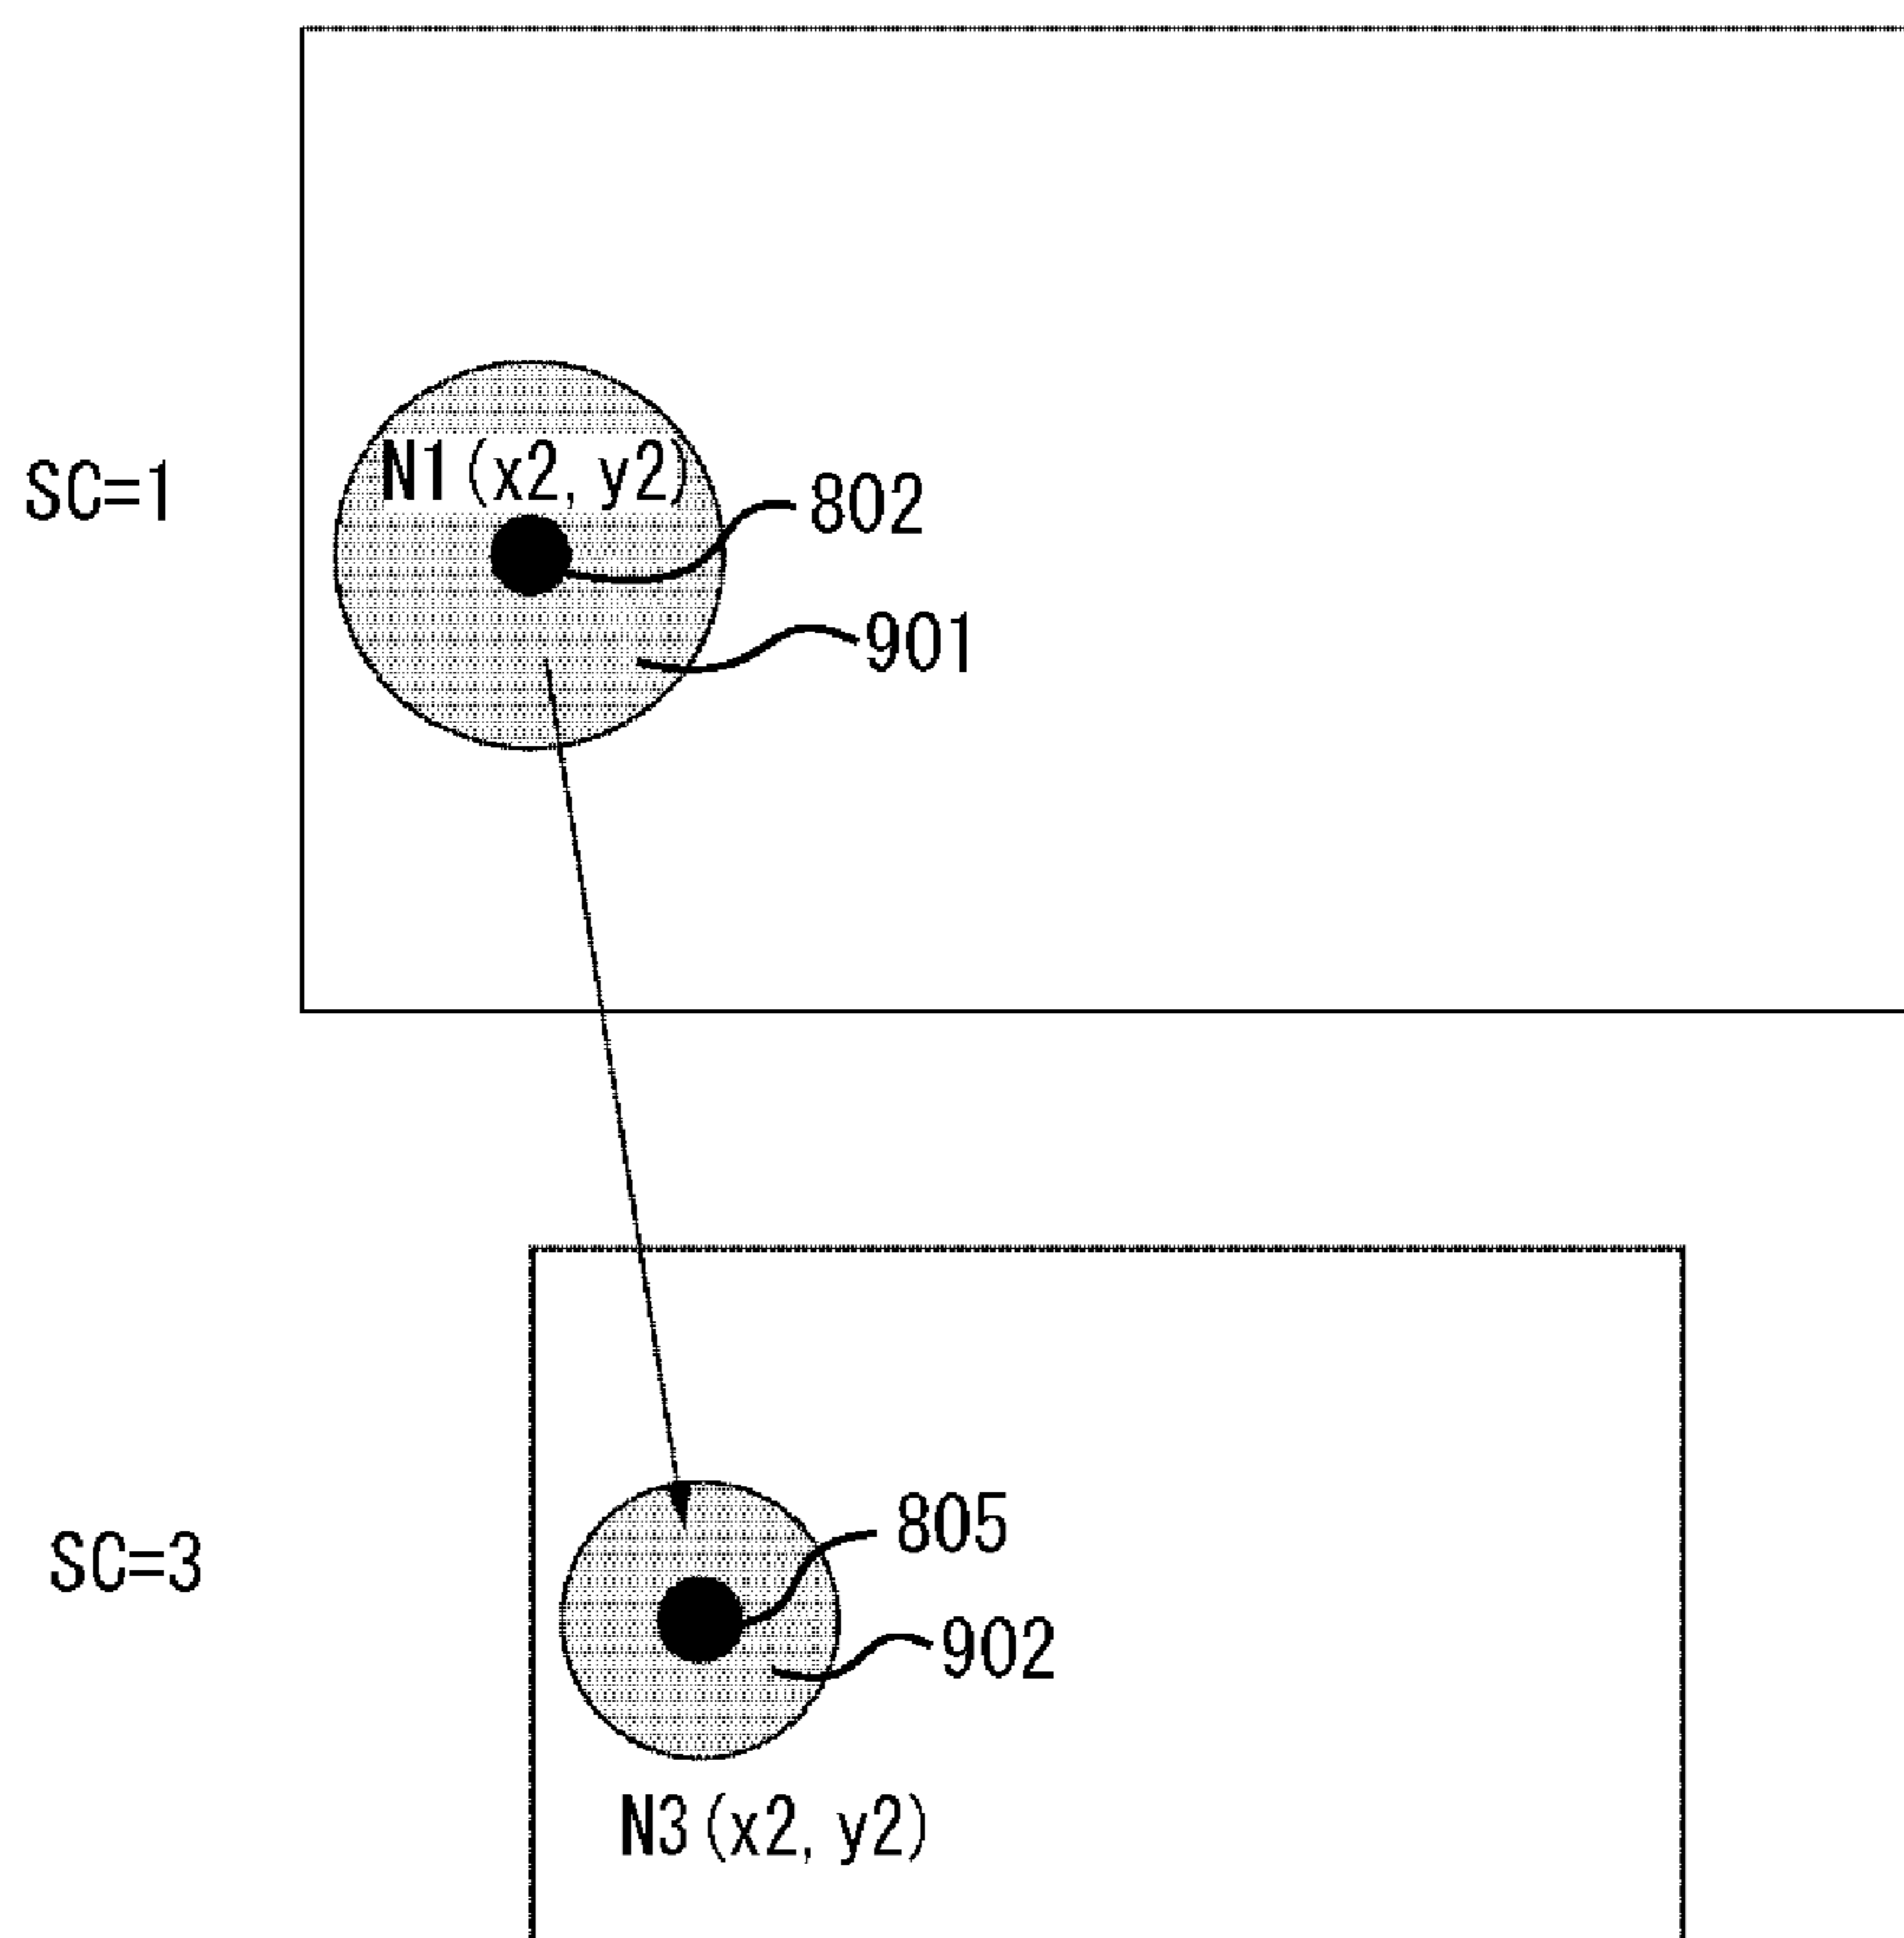 N1(x2, y2)
SC=1
802
901
805
SC=3
902
N3(x2, y2)